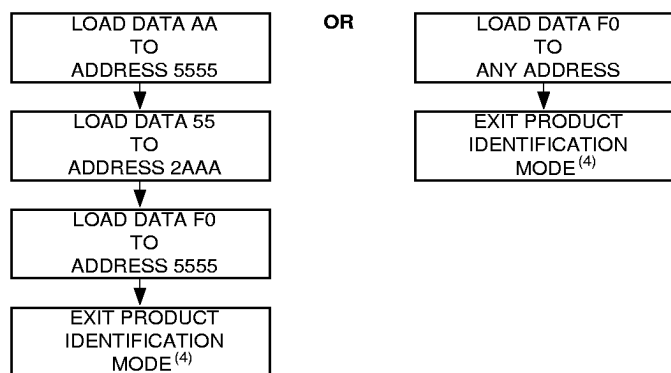 LOAD DATA AA
TO
ADDRESS 5555
LOAD DATA 55
TO
ADDRESS 2AAA
LOAD DATA F0
TO
ADDRESS 5555
EXIT PRODUCT
IDENTIFICATION
MODE(4)
OR
LOAD DATA F0
TO
ANY ADDRESS
EXIT PRODUCT
IDENTIFICATION
MODE(4)